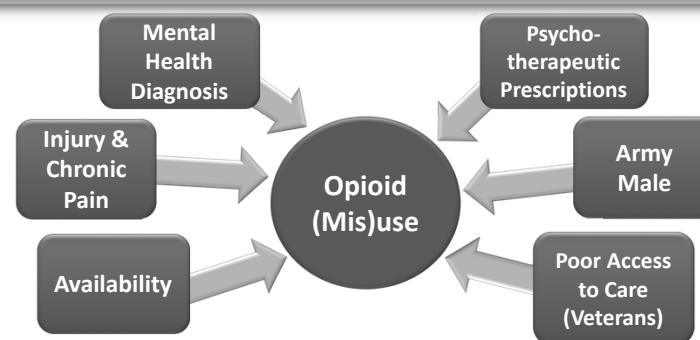 Mental
Health
Diagnosis
Psycho-
therapeutic
Prescriptions
Injury &
Chronic
Pain
Opioid
(Mis)use
Army
Male
Availability
Poor Access
to Care
(Veterans)